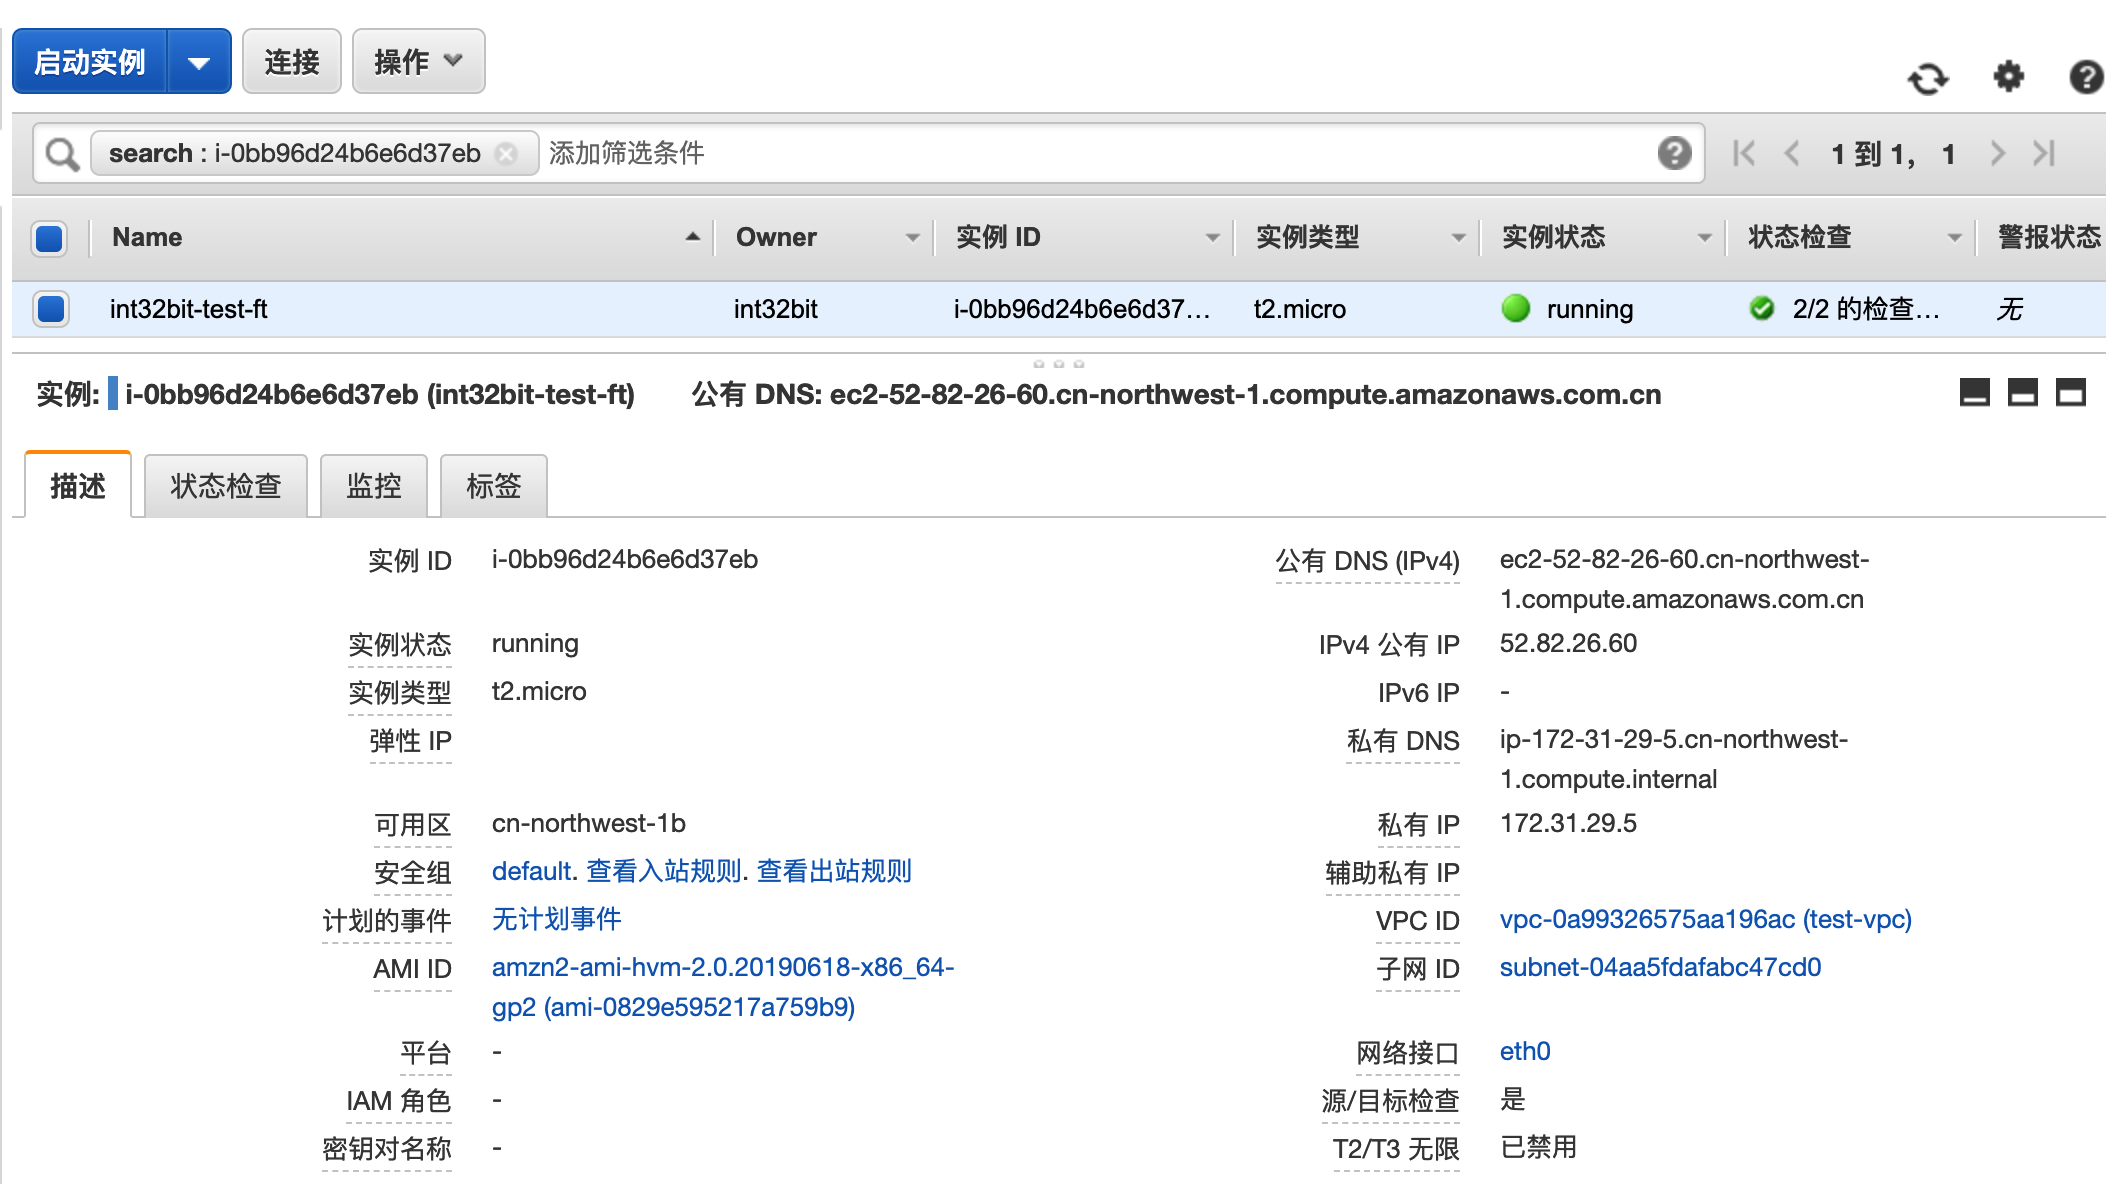 启动实例 连接 操作
search : i-0bb96d24b6e6d37eb 添加筛选条件 1 到 1， 1
Name Owner 实例 ID 实例类型 实例状态 状态检查 警报状态
int32bit-test-ft int32bit i-0bb96d24b6e6d37… t2.micro running 2/2 的检查… 无
实例: i-0bb96d24b6e6d37eb (int32bit-test-ft) 公有 DNS: ec2-52-82-26-60.cn-northwest-1.compute.amazonaws.com.cn
描述 状态检查 监控 标签
实例 ID i-0bb96d24b6e6d37eb 公有 DNS (IPv4) ec2-52-82-26-60.cn-northwest-
1.compute.amazonaws.com.cn
实例状态 running IPv4 公有 IP 52.82.26.60
实例类型 t2.micro IPv6 IP -
弹性 IP 私有 DNS ip-172-31-29-5.cn-northwest-
1.compute.internal
可用区 cn-northwest-1b 私有 IP 172.31.29.5
安全组 default. 查看入站规则. 查看出站规则 辅助私有 IP
计划的事件 无计划事件 VPC ID vpc-0a99326575aa196ac (test-vpc)
AMI ID amzn2-ami-hvm-2.0.20190618-x86_64- 子网 ID subnet-04aa5fdafabc47cd0
gp2 (ami-0829e595217a759b9)
平台 - 网络接口 eth0
IAM 角色 - 源/目标检查 是
密钥对名称 - T2/T3 无限 已禁用